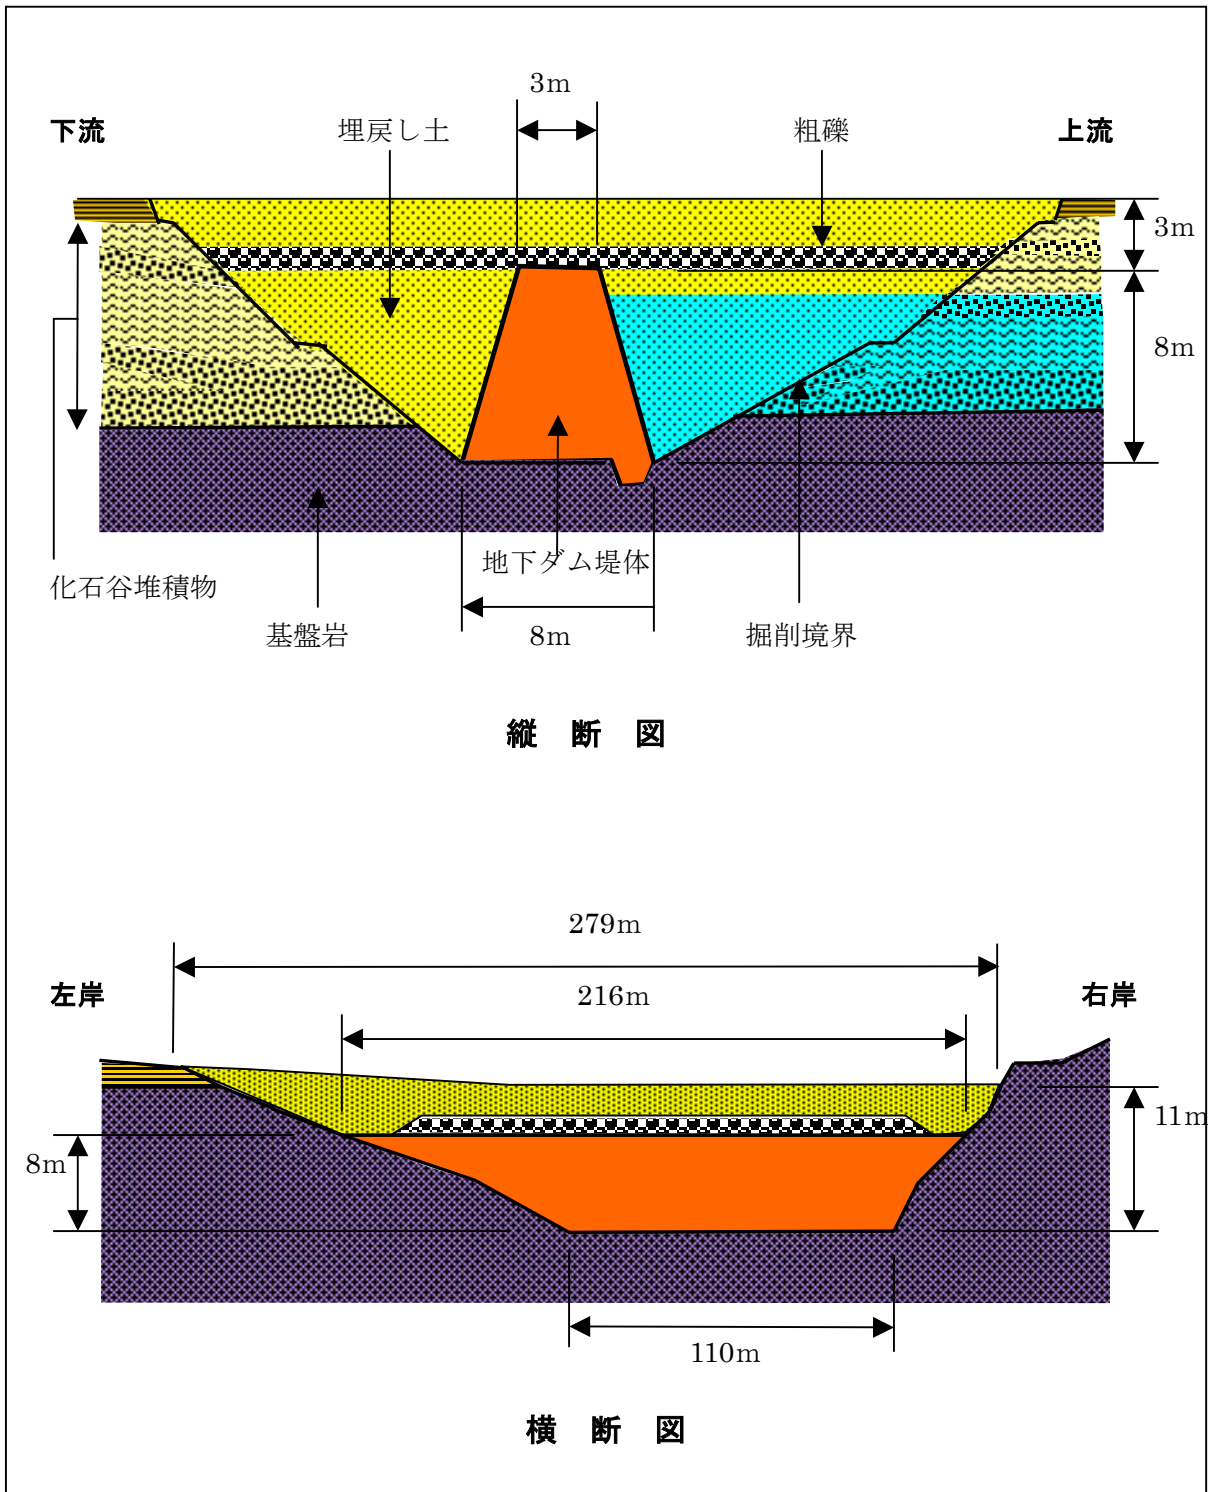 3m
下流
埋戻し土
粗礫
上流
3m
8m
地下ダム堤体
化石谷堆積物
基盤岩
8m
掘削境界
縦 断 図
279m
左岸
216m
右岸
11m
8m
110m
横 断 図